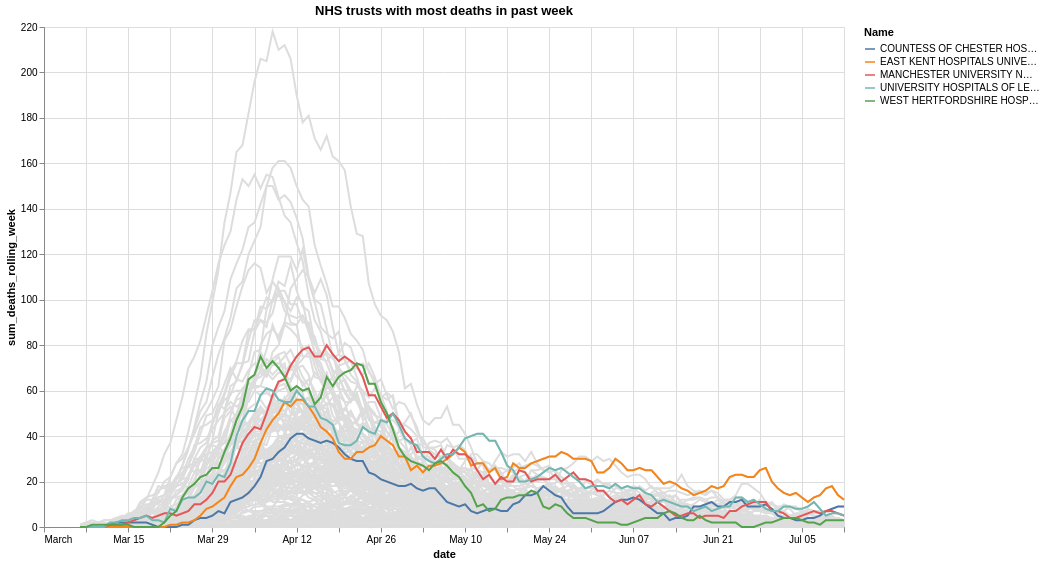 NHS trusts with most deaths in past week
220
200
180
160
140
120
100
80
60
40
20
0
sum_deaths_rolling_week
March
Mar 15
Mar 29
Apr 12
Apr 26
May 10
May 24
Jun 07
Jun 21
Jul 05
date
Name
COUNTESS OF CHESTER HOS…
EAST KENT HOSPITALS UNIVE…
MANCHESTER UNIVERSITY N…
UNIVERSITY HOSPITALS OF LE…
WEST HERTFORDSHIRE HOSP…